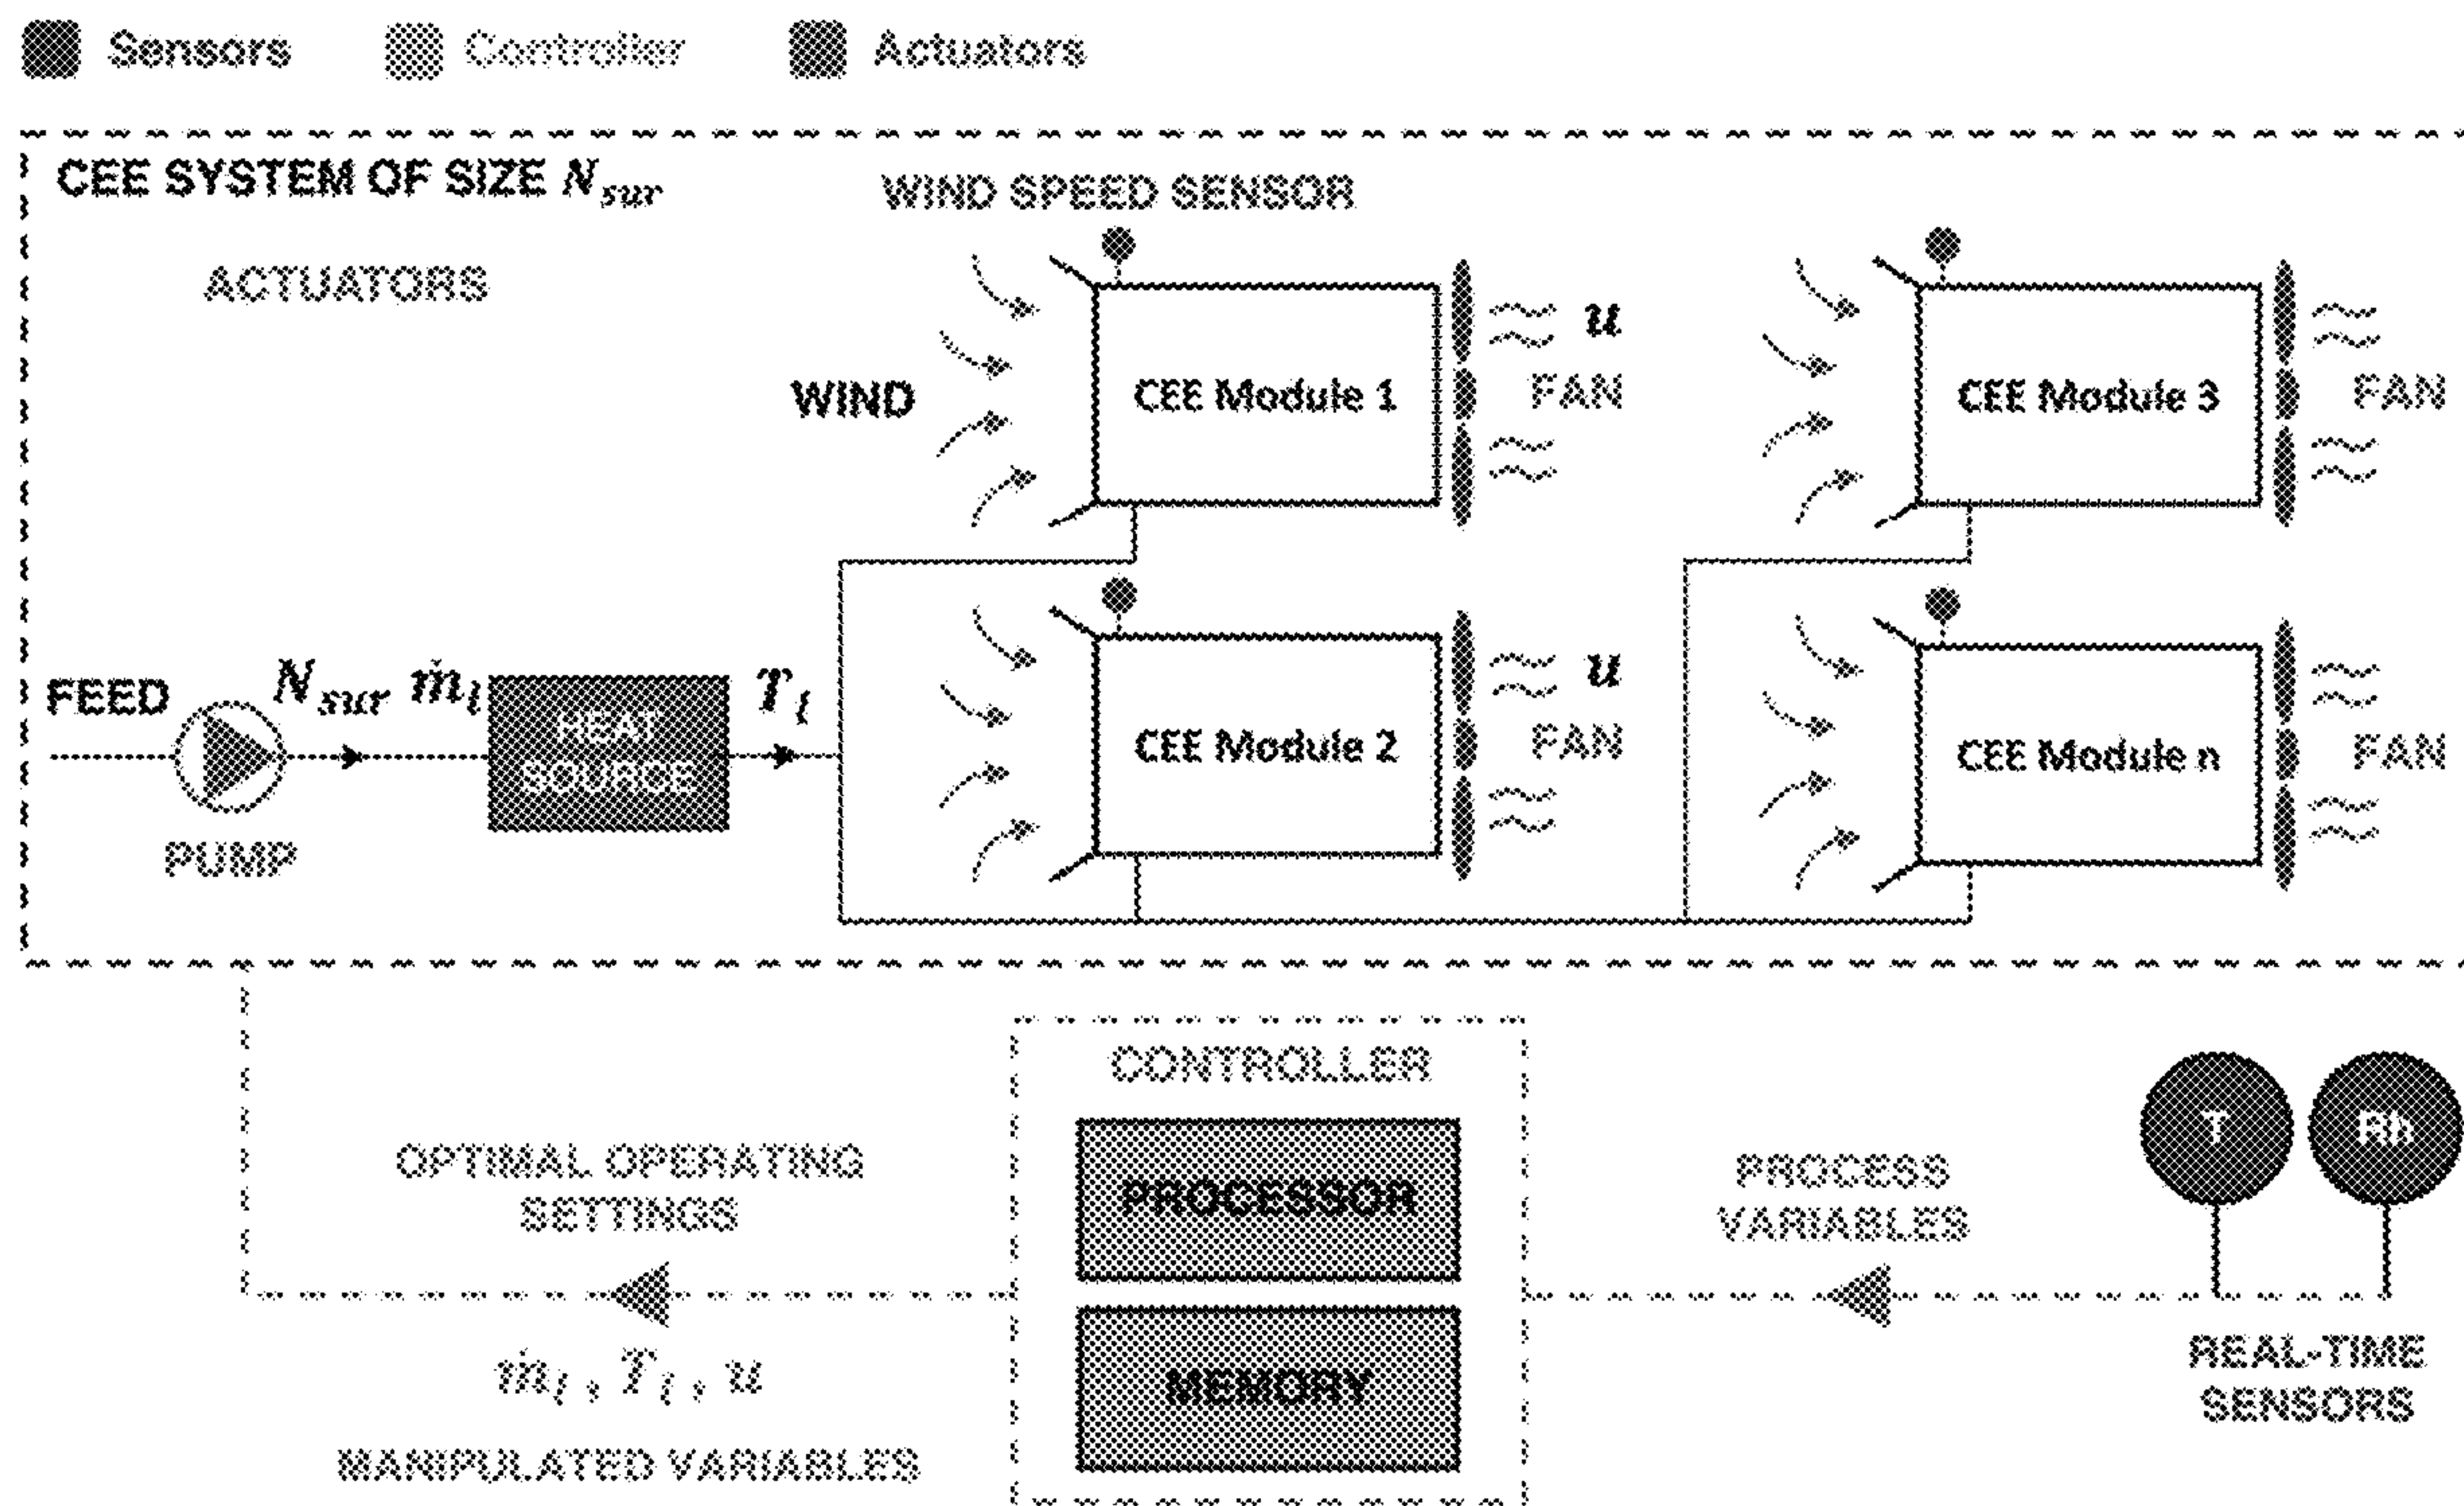 Sensors Controller Actuators
CEE SYSTEM OF SIZE N_sur
WIND SPEED SENSOR
ACTUATORS
WIND
CEE Module 1
u
FAN
CEE Module 3
FAN
FEED
N_sur ṁ_l
HEAT
SOURCE
T_l
PUMP
CEE Module 2
u
FAN
CEE Module n
FAN
CONTROLLER
PROCESSOR
MEMORY
OPTIMAL OPERATING
SETTINGS
ṁ_l , T_l , u
MANIPULATED VARIABLES
PROCESS
VARIABLES
T
Rh
REAL-TIME
SENSORS